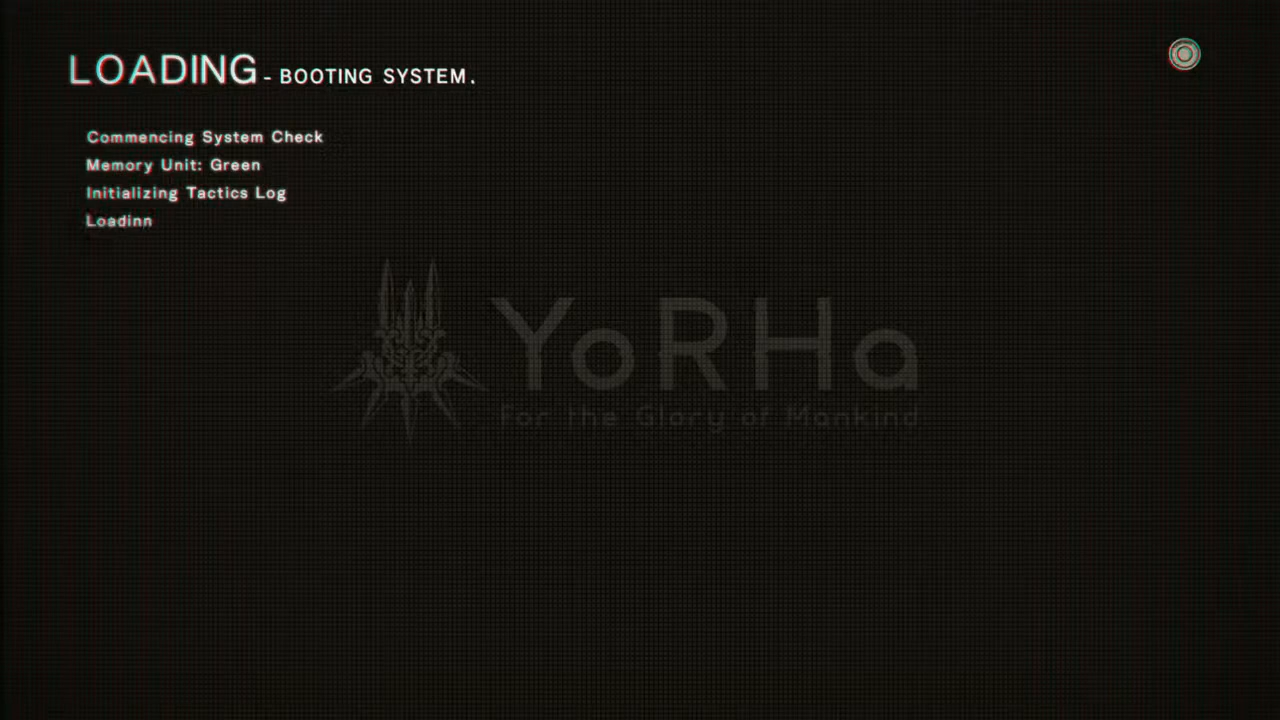 LOADING - BOOTING SYSTEM.
Commencing System Check
Memory Unit: Green
Initializing Tactics Log
Loadinn
YoRHa
For the Glory of Mankind